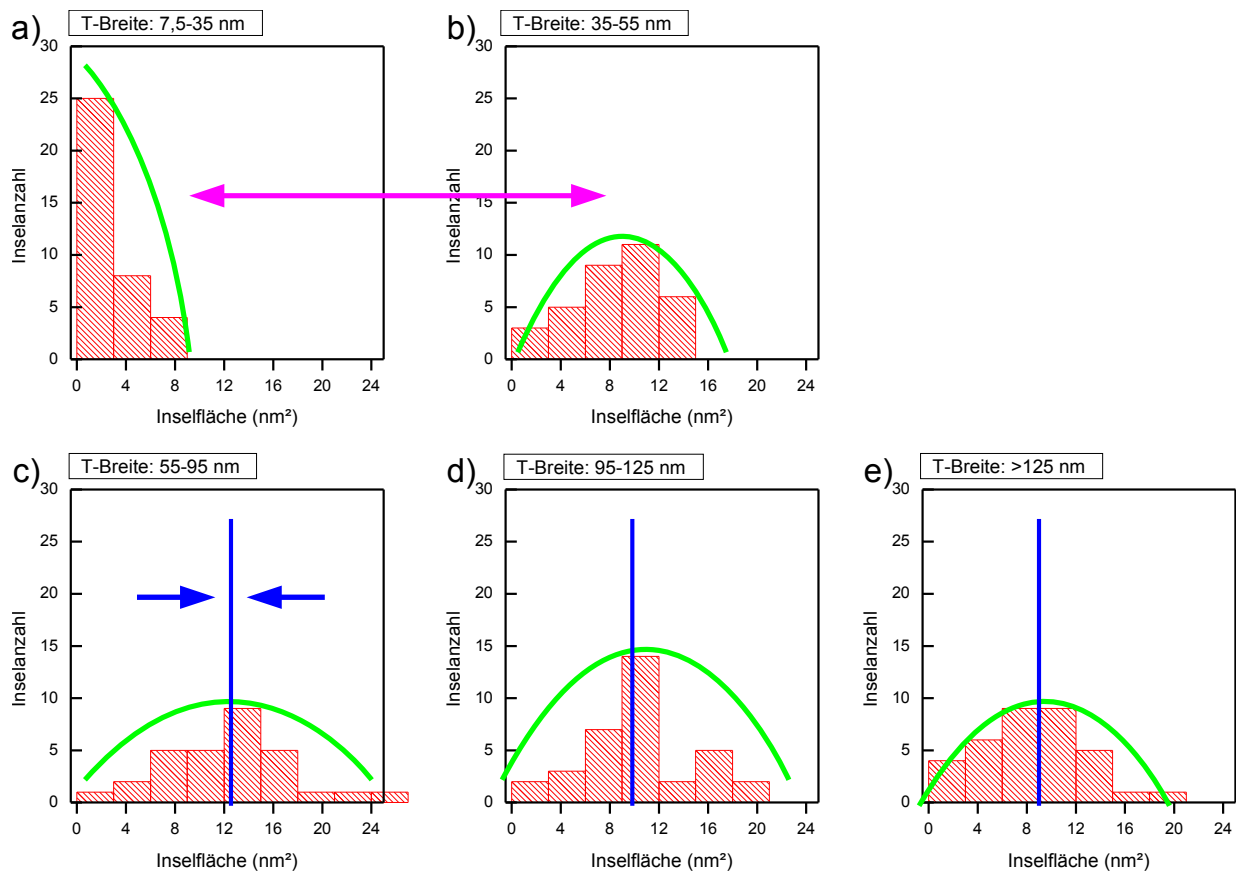 a)
T-Breite: 7,5-35 nm
30
25
20
15
10
5
0
Inselanzahl
0 4 8 12 16 20 24
Inselfläche (nm²)
b)
T-Breite: 35-55 nm
30
25
20
15
10
5
0
Inselanzahl
0 4 8 12 16 20 24
Inselfläche (nm²)
c)
T-Breite: 55-95 nm
30
25
20
15
10
5
0
Inselanzahl
0 4 8 12 16 20 24
Inselfläche (nm²)
d)
T-Breite: 95-125 nm
30
25
20
15
10
5
0
Inselanzahl
0 4 8 12 16 20 24
Inselfläche (nm²)
e)
T-Breite: >125 nm
30
25
20
15
10
5
0
Inselanzahl
0 4 8 12 16 20 24
Inselfläche (nm²)